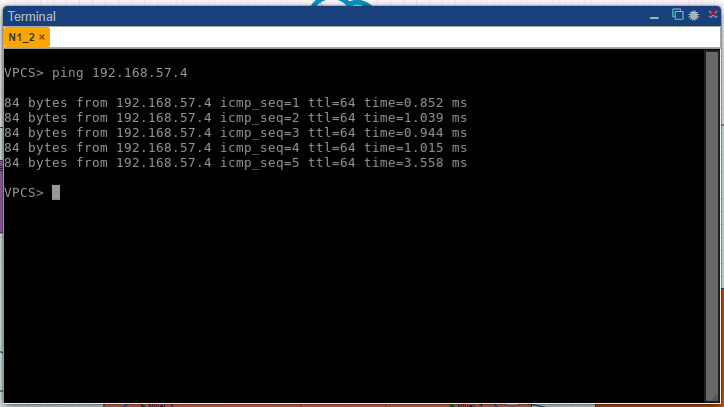 Terminal
N1_2 ×
VPCS> ping 192.168.57.4
84 bytes from 192.168.57.4 icmp_seq=1 ttl=64 time=0.852 ms
84 bytes from 192.168.57.4 icmp_seq=2 ttl=64 time=1.039 ms
84 bytes from 192.168.57.4 icmp_seq=3 ttl=64 time=0.944 ms
84 bytes from 192.168.57.4 icmp_seq=4 ttl=64 time=1.015 ms
84 bytes from 192.168.57.4 icmp_seq=5 ttl=64 time=3.558 ms
VPCS>